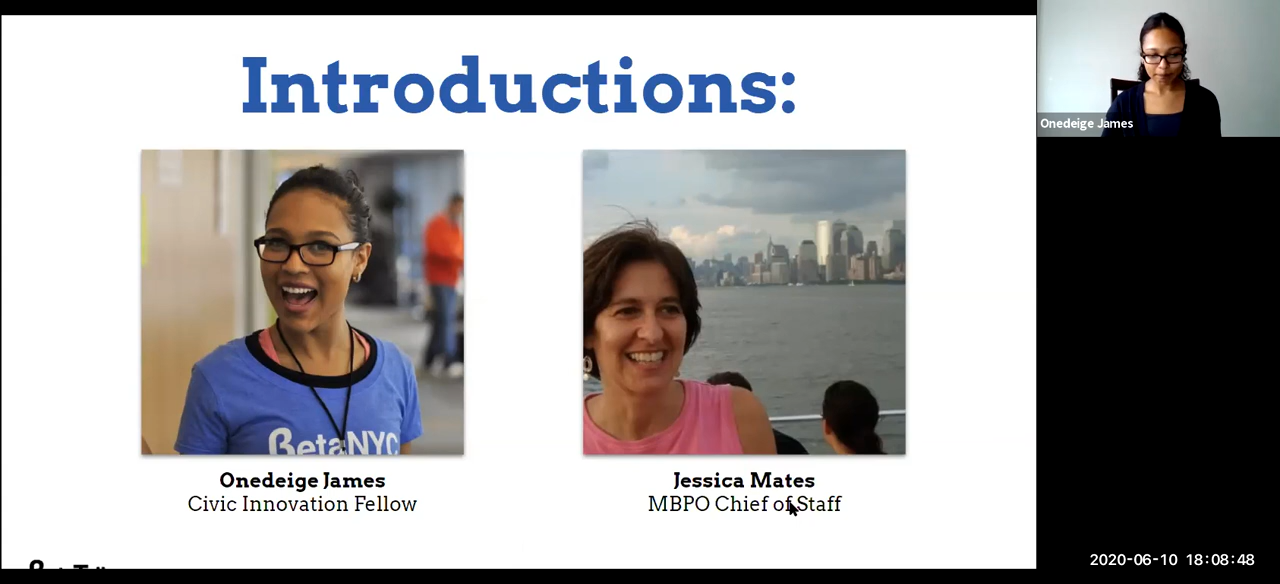 Introductions:
Onedeige James
βetaNYC
Onedeige James
Civic Innovation Fellow
Jessica Mates
MBPO Chief of Staff
2020-06-10 18:08:48